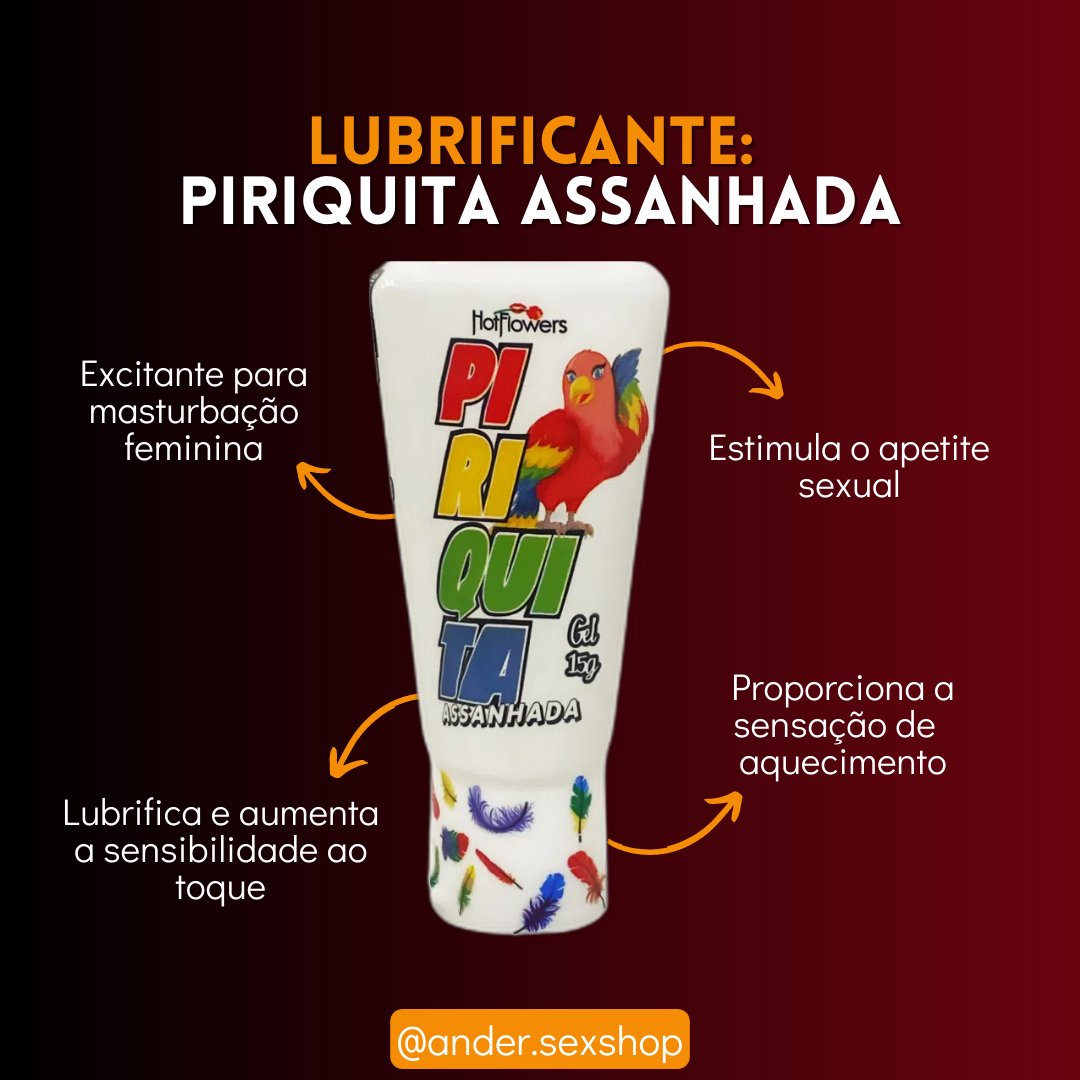 LUBRIFICANTE:
PIRIQUITA ASSANHADA
HotFlowers
PI
RI
QUI
TA
ASSANHADA
Gel
15g
Excitante para
masturbação
feminina
Estimula o apetite
sexual
Lubrifica e aumenta
a sensibilidade ao
toque
Proporciona a
sensação de
aquecimento
@ander.sexshop